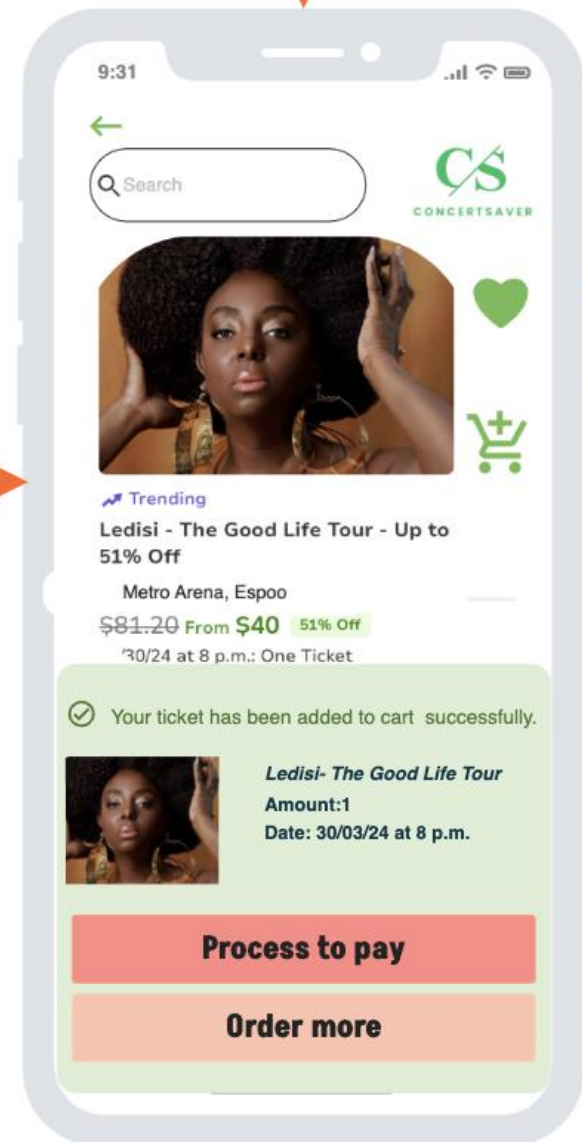 9:31
Search
CS
CONCERTSAVER
Trending
Ledisi - The Good Life Tour - Up to
51% Off
Metro Arena, Espoo
$81.20 From $40 51% Off
'30/24 at 8 p.m.: One Ticket
Your ticket has been added to cart successfully.
Ledisi- The Good Life Tour
Amount:1
Date: 30/03/24 at 8 p.m.
Process to pay
Order more